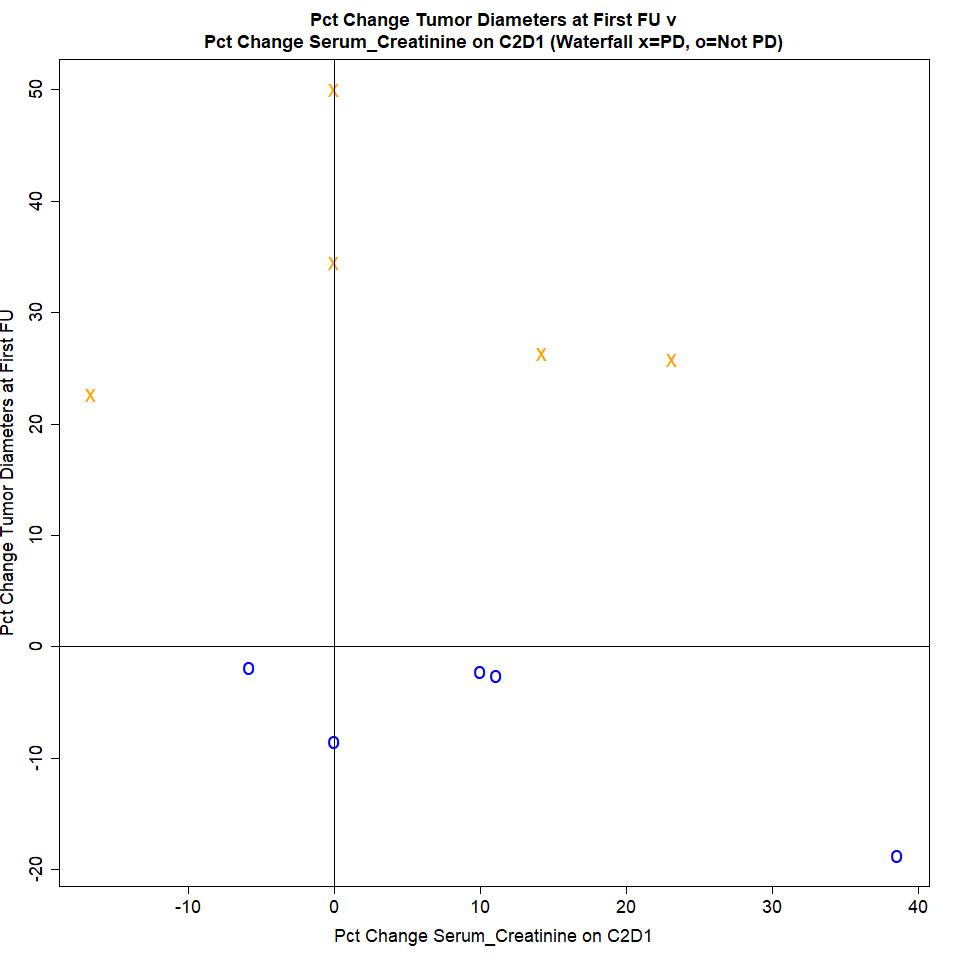 Pct Change Tumor Diameters at First FU v
Pct Change Serum_Creatinine on C2D1 (Waterfall x=PD, o=Not PD)
Pct Change Tumor Diameters at First FU
50
40
30
20
10
0
-10
-20
X
X
X
X
X
O
O
O
O
O
-10 0 10 20 30 40
Pct Change Serum_Creatinine on C2D1